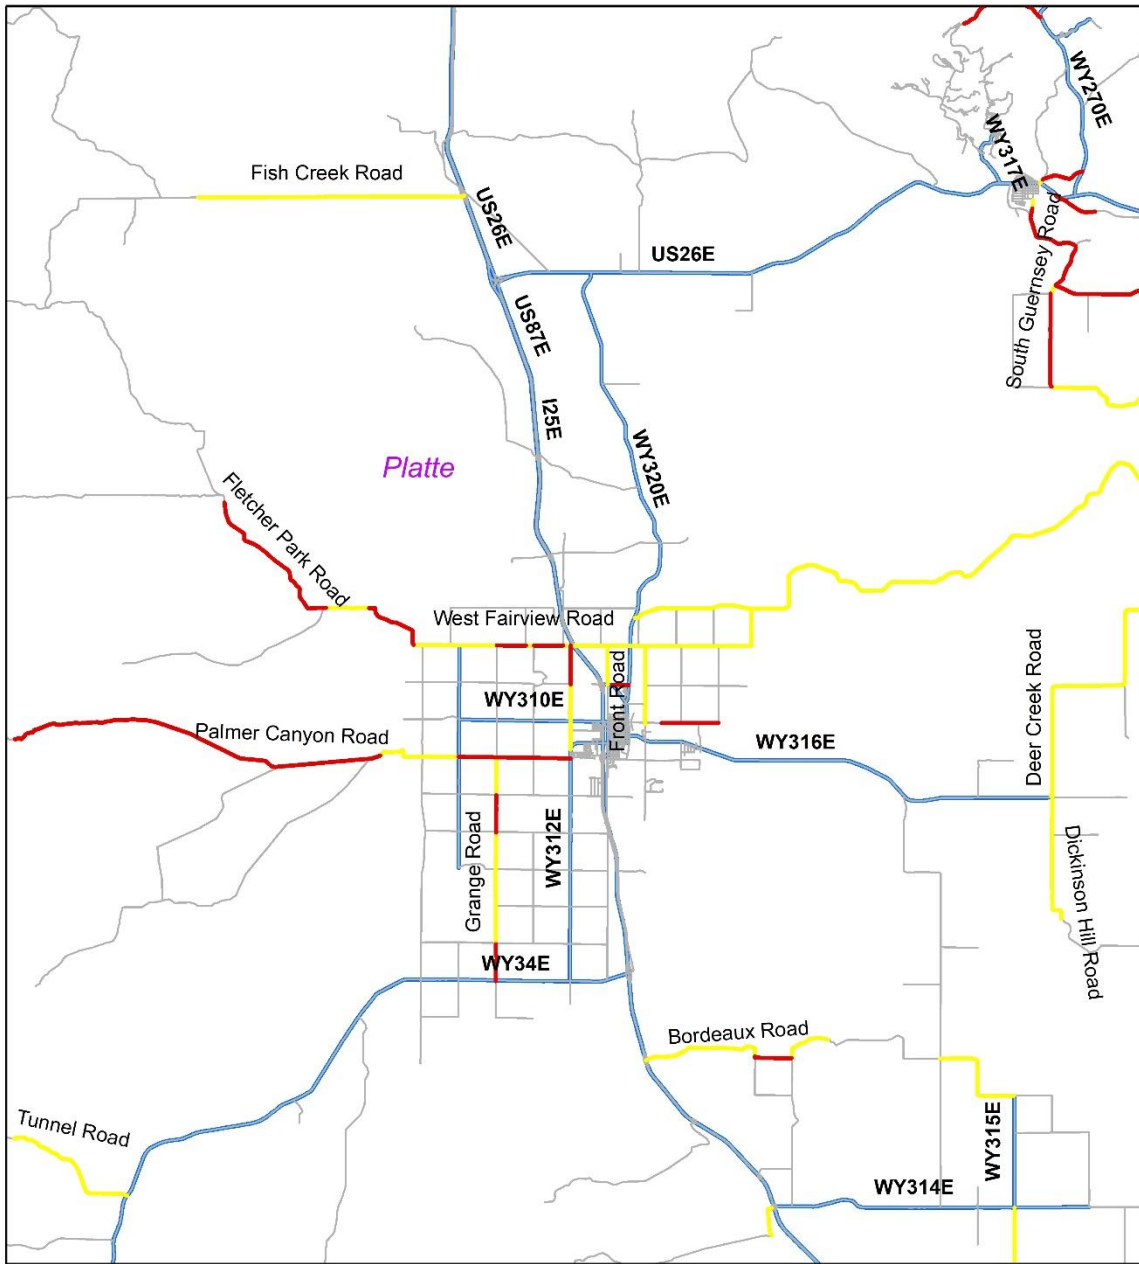 WY270E
WY317E
Fish Creek Road
US26E
US26E
South Guernsey Road
US87E
I25E
WY320E
Platte
Fletcher Park Road
West Fairview Road
Front Road
Deer Creek Road
WY310E
Palmer Canyon Road
WY316E
WY312E
Grange Road
Dickinson Hill Road
WY34E
Bordeaux Road
Tunnel Road
WY315E
WY314E